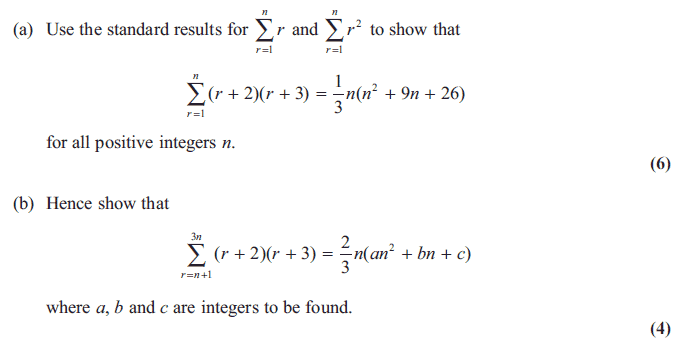 (a) Use the standard results for $\sum_{r=1}^{n} r$ and $\sum_{r=1}^{n} r^2$ to show that
$\sum_{r=1}^{n} (r + 2)(r + 3) = \frac{1}{3}n(n^2 + 9n + 26)$
for all positive integers n.
(6)
(b) Hence show that
$\sum_{r=n+1}^{3n} (r + 2)(r + 3) = \frac{2}{3}n(an^2 + bn + c)$
where a, b and c are integers to be found.
(4)